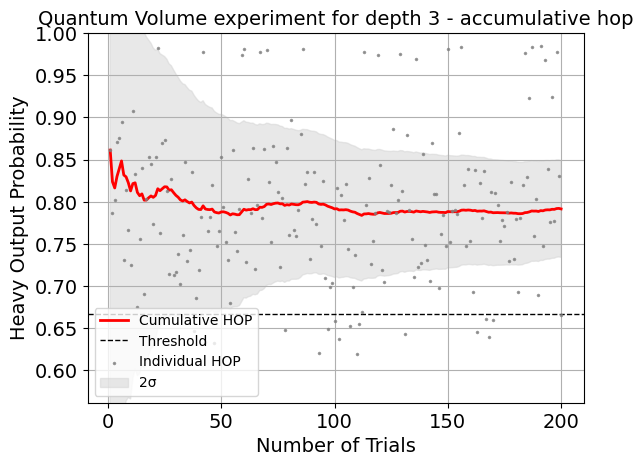 Quantum Volume experiment for depth 3 - accumulative hop
1.00
0.95
0.90
0.85
0.80
0.75
0.70
0.65
0.60
Heavy Output Probability
Cumulative HOP
Threshold
Individual HOP
2σ
0 50 100 150 200
Number of Trials